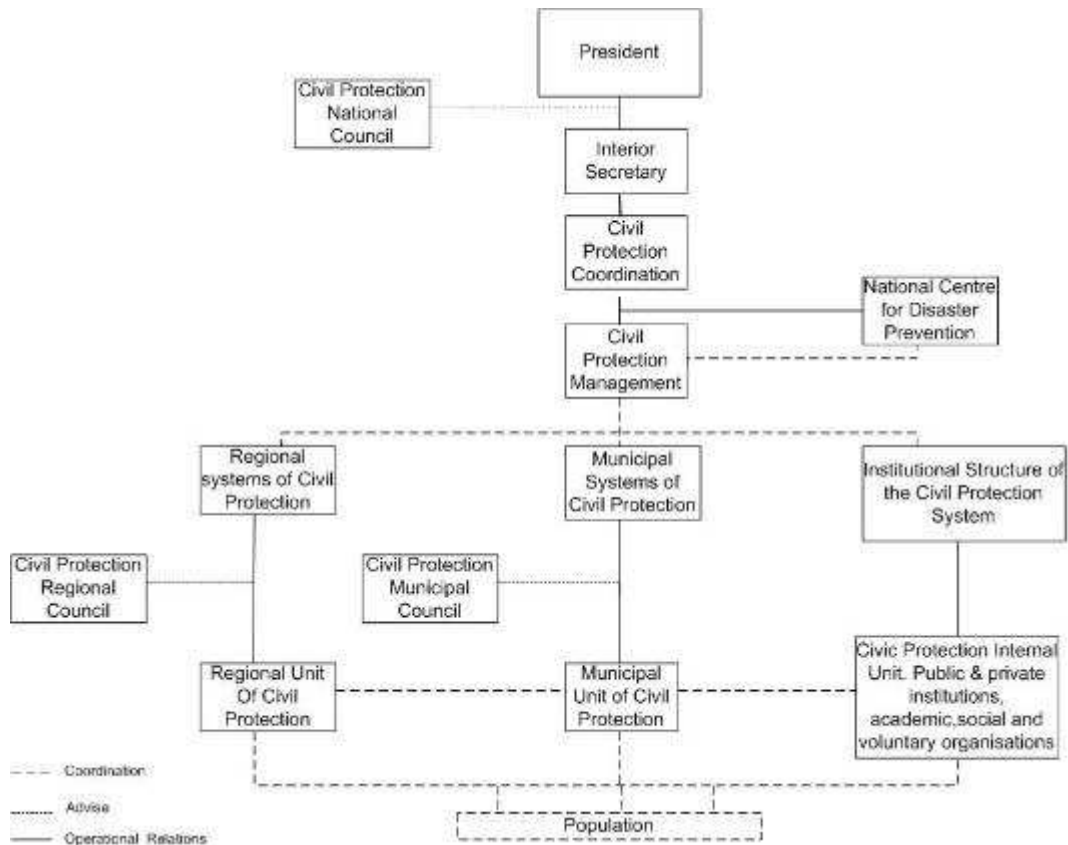 President
Civil Protection
National
Council
Interior
Secretary
Civil
Protection
Coordination
National Centre
for Disaster
Prevention
Civil
Protection
Management
Regional
systems of Civil
Protection
Municipal
Systems of
Civil Protection
Institutional Structure of
the Civil Protection
System
Civil Protection
Regional
Council
Civil Protection
Municipal
Council
Regional Unit
Of Civil
Protection
Municipal
Unit of Civil
Protection
Civic Protection Internal
Unit. Public & private
institutions,
academic,social and
voluntary organisations
Coordination
Advise
Operational Relations
Population